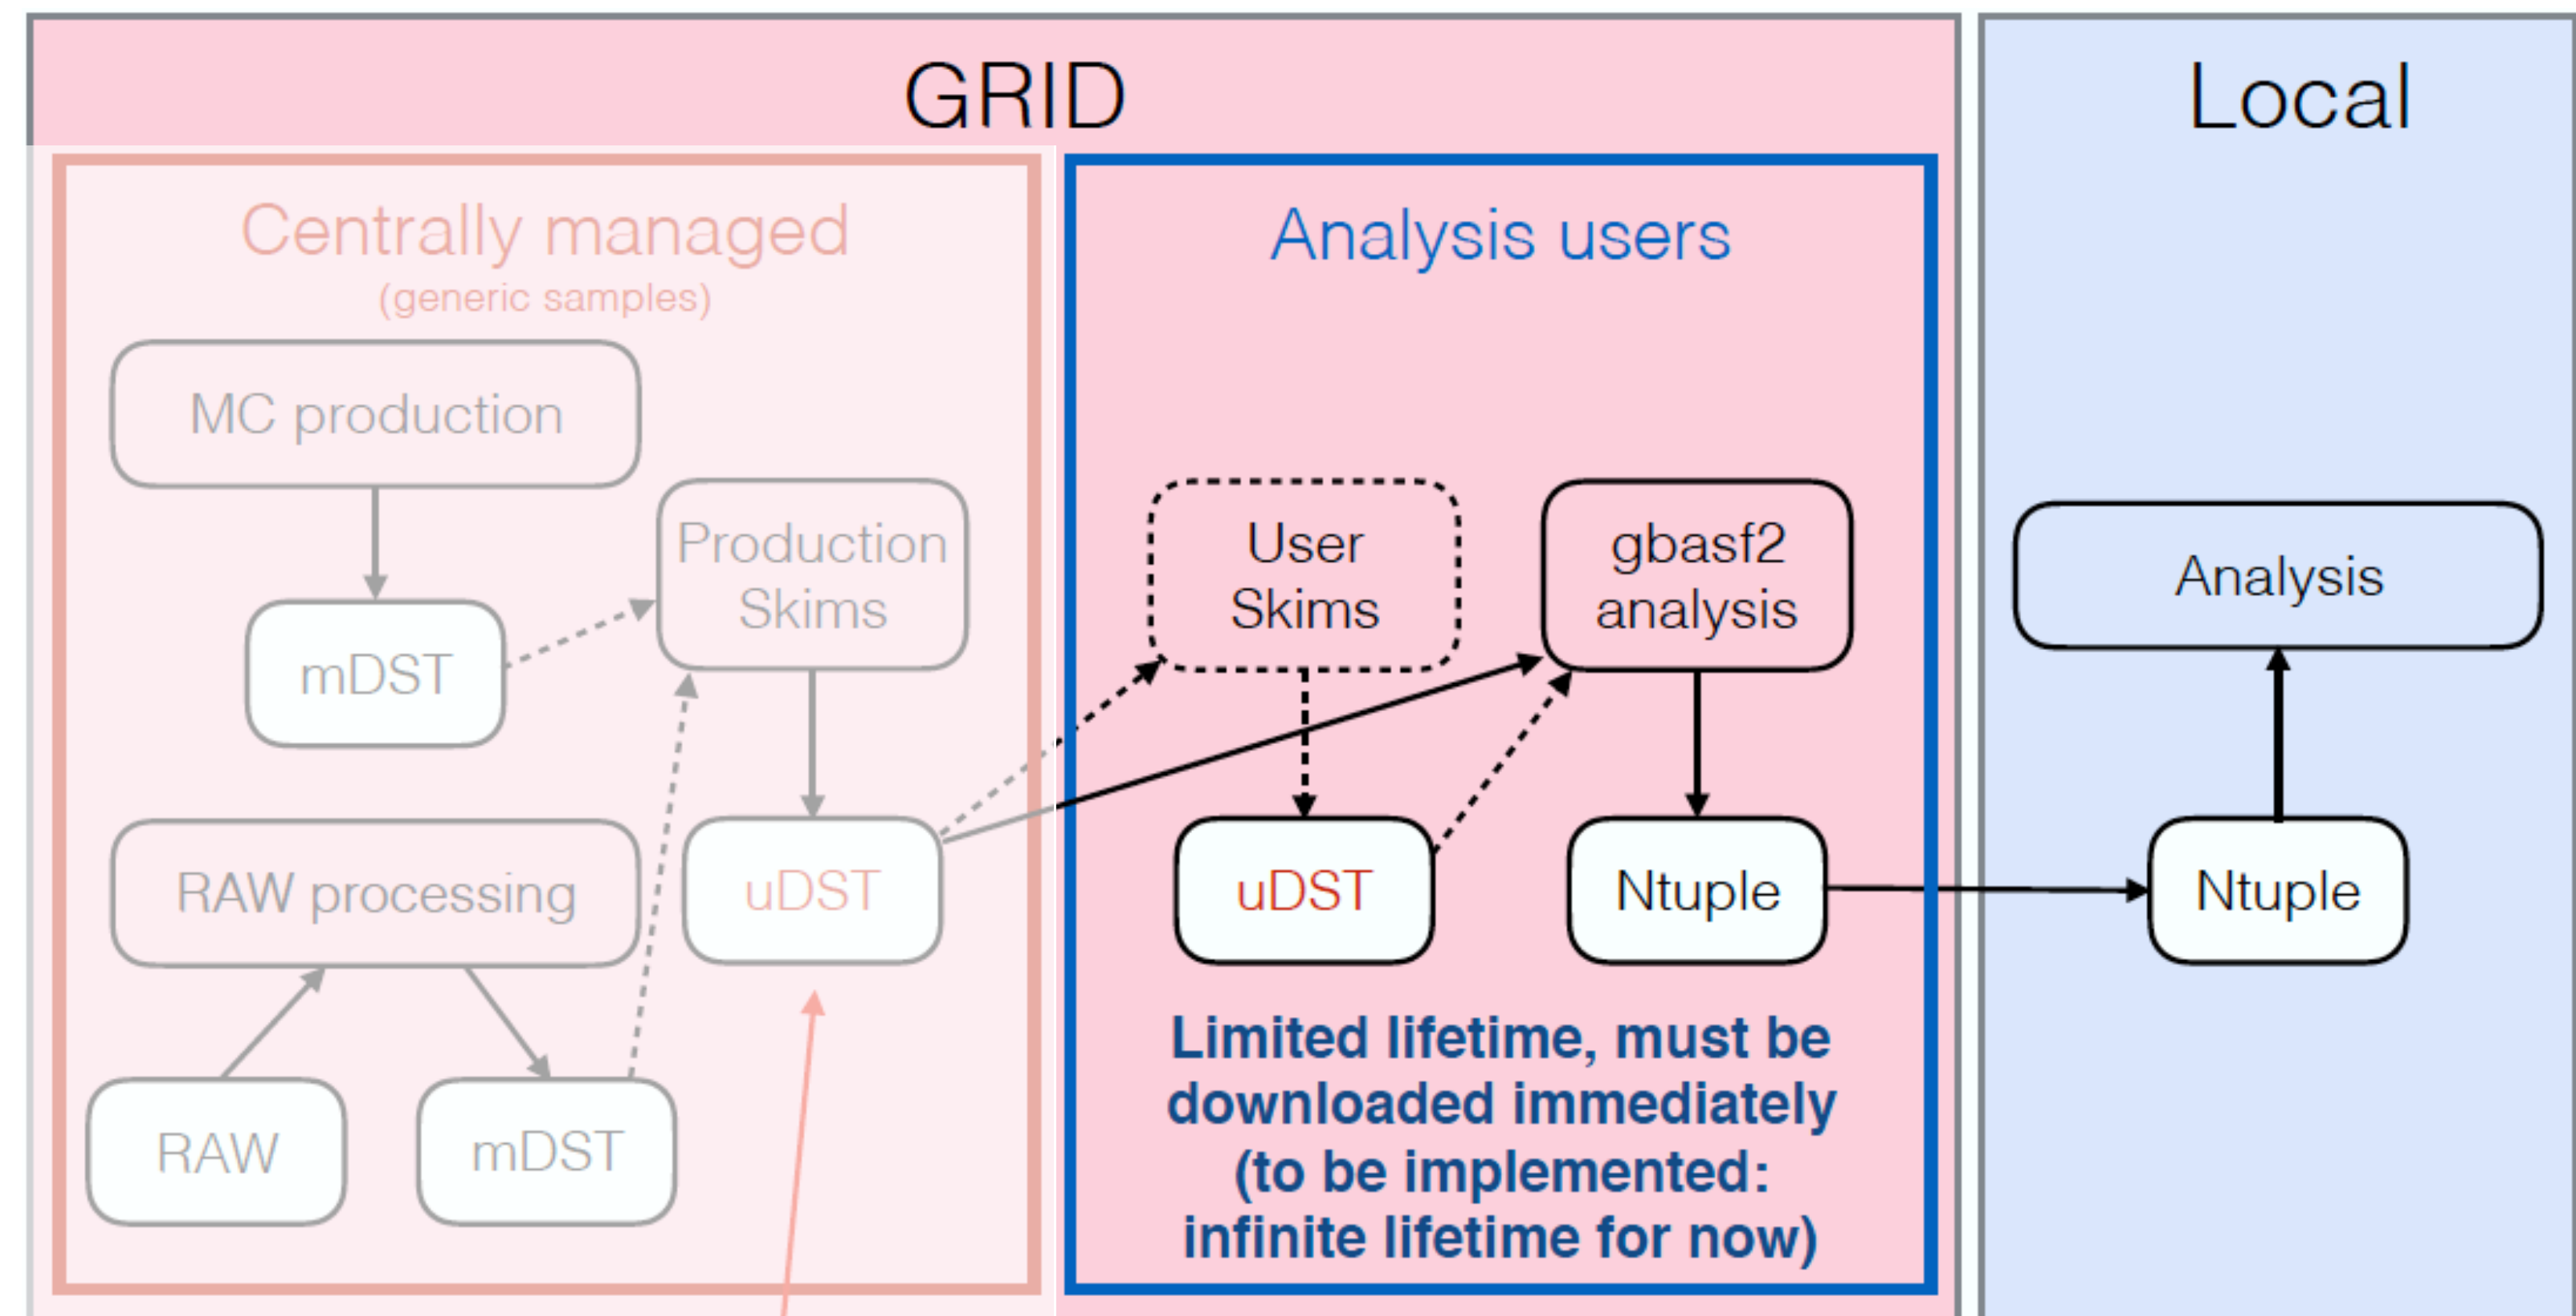 GRID
Centrally managed
(generic samples)
MC production
mDST
Production
Skims
RAW processing
uDST
RAW
mDST
Analysis users
User
Skims
gbasf2
analysis
uDST
Ntuple
Limited lifetime, must be
downloaded immediately
(to be implemented:
infinite lifetime for now)
Local
Analysis
Ntuple